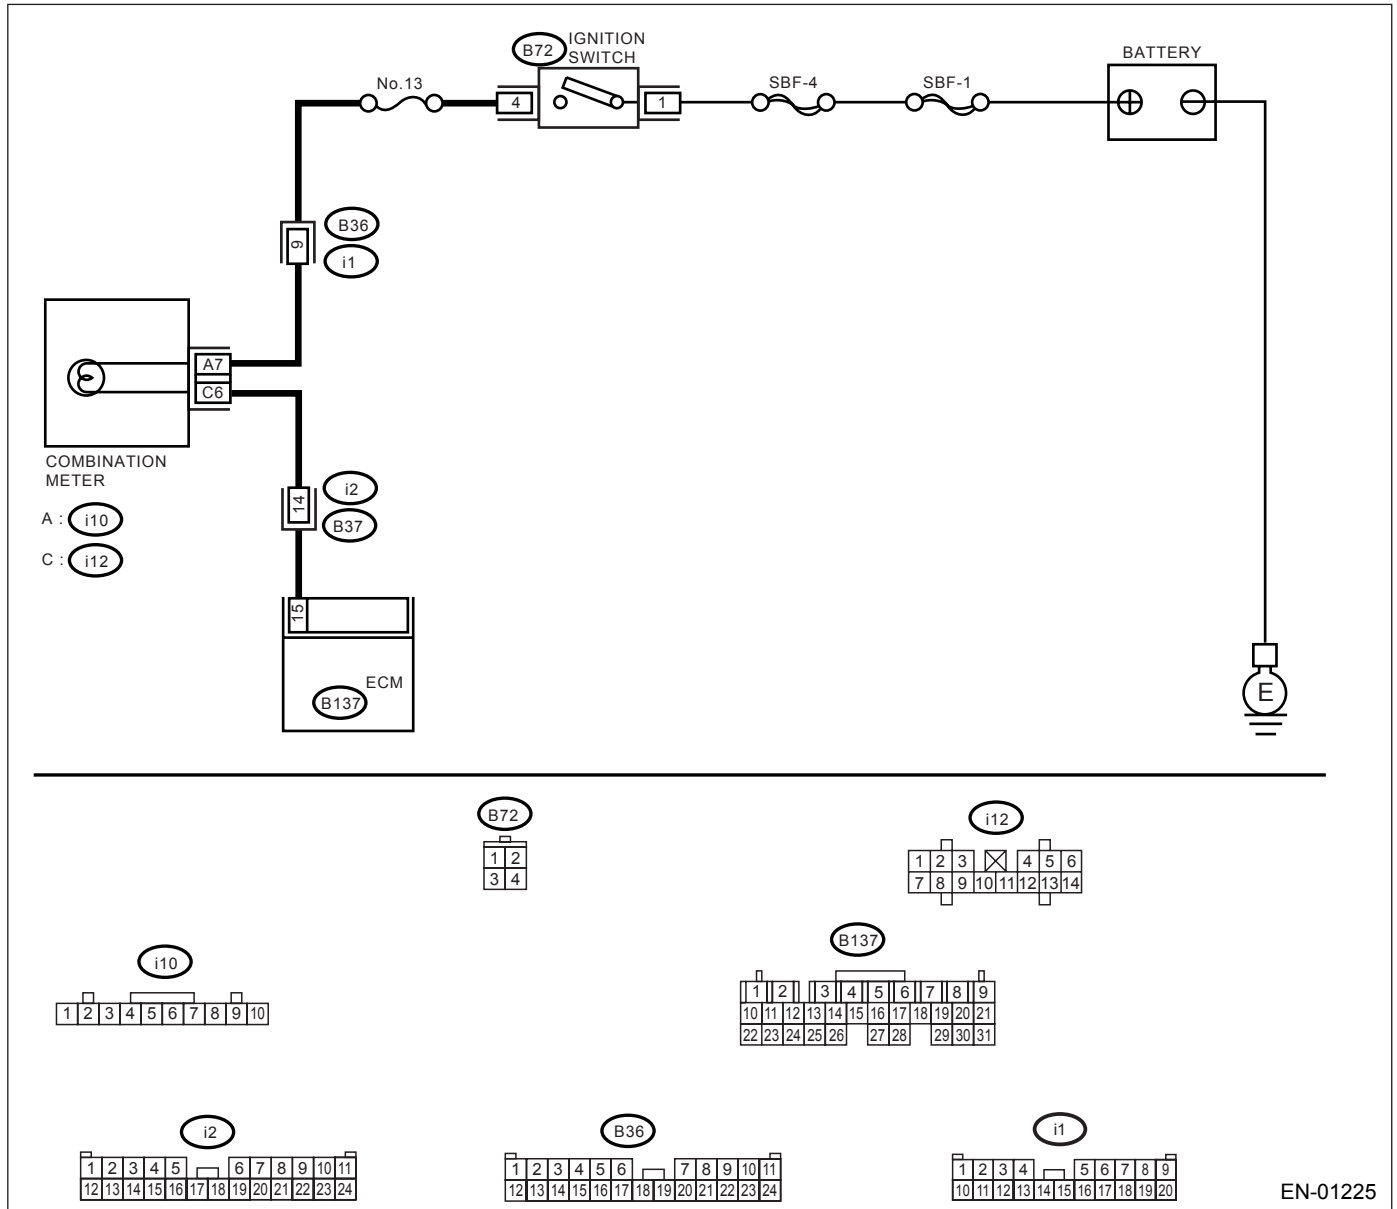 B72 IGNITION
SWITCH
BATTERY
No.13
SBF-4
SBF-1
4
1
B36
9
i1
A7
C6
COMBINATION
METER
A : i10
C : i12
i2
14
B37
15
ECM
B137
E
B72
1 2
3 4
i12
1 2 3 4 5 6
7 8 9 10 11 12 13 14
i10
1 2 3 4 5 6 7 8 9 10
B137
1 2 3 4 5 6 7 8 9
10 11 12 13 14 15 16 17 18 19 20 21
22 23 24 25 26 27 28 29 30 31
i2
1 2 3 4 5 6 7 8 9 10 11
12 13 14 15 16 17 18 19 20 21 22 23 24
B36
1 2 3 4 5 6 7 8 9 10 11
12 13 14 15 16 17 18 19 20 21 22 23 24
i1
1 2 3 4 5 6 7 8 9
10 11 12 13 14 15 16 17 18 19 20
EN-01225